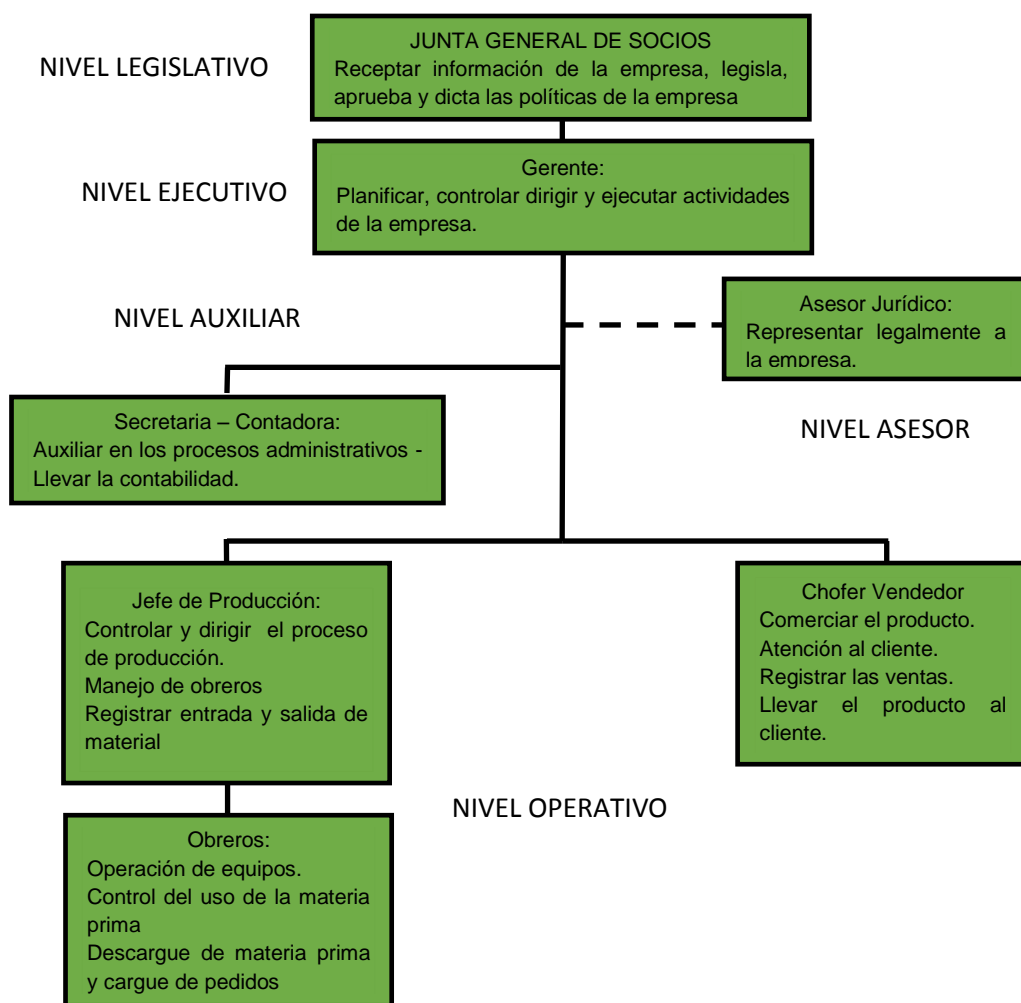 JUNTA GENERAL DE SOCIOS
NIVEL LEGISLATIVO
Receptar información de la empresa, legisla,
aprueba y dicta las políticas de la empresa
Gerente:
NIVEL EJECUTIVO
Planificar, controlar dirigir y ejecutar actividades
de la empresa.
NIVEL AUXILIAR
Asesor Jurídico:
Representar legalmente a
la empresa.
Secretaria – Contadora:
Auxiliar en los procesos administrativos -
Llevar la contabilidad.
NIVEL ASESOR
Jefe de Producción:
Controlar y dirigir el proceso
de producción.
Manejo de obreros
Registrar entrada y salida de
material
Chofer Vendedor
Comerciar el producto.
Atención al cliente.
Registrar las ventas.
Llevar el producto al
cliente.
NIVEL OPERATIVO
Obreros:
Operación de equipos.
Control del uso de la materia
prima
Descargue de materia prima
y cargue de pedidos